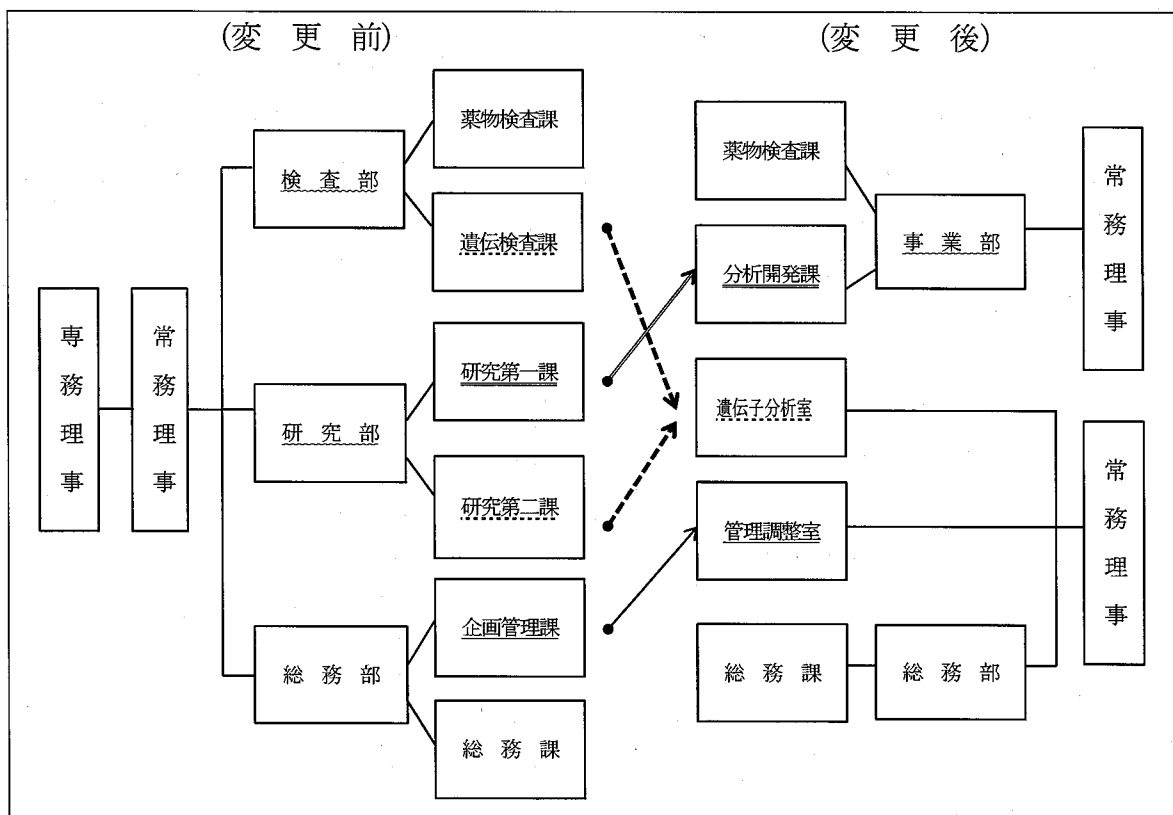 (変更前)
専務理事
常務理事
検査部
薬物検査課
遺伝検査課
研究部
研究第一課
研究第二課
総務部
企画管理課
総務課
(変更後)
薬物検査課
分析開発課
事業部
常務理事
遺伝子分析室
管理調整室
総務課
総務部
常務理事